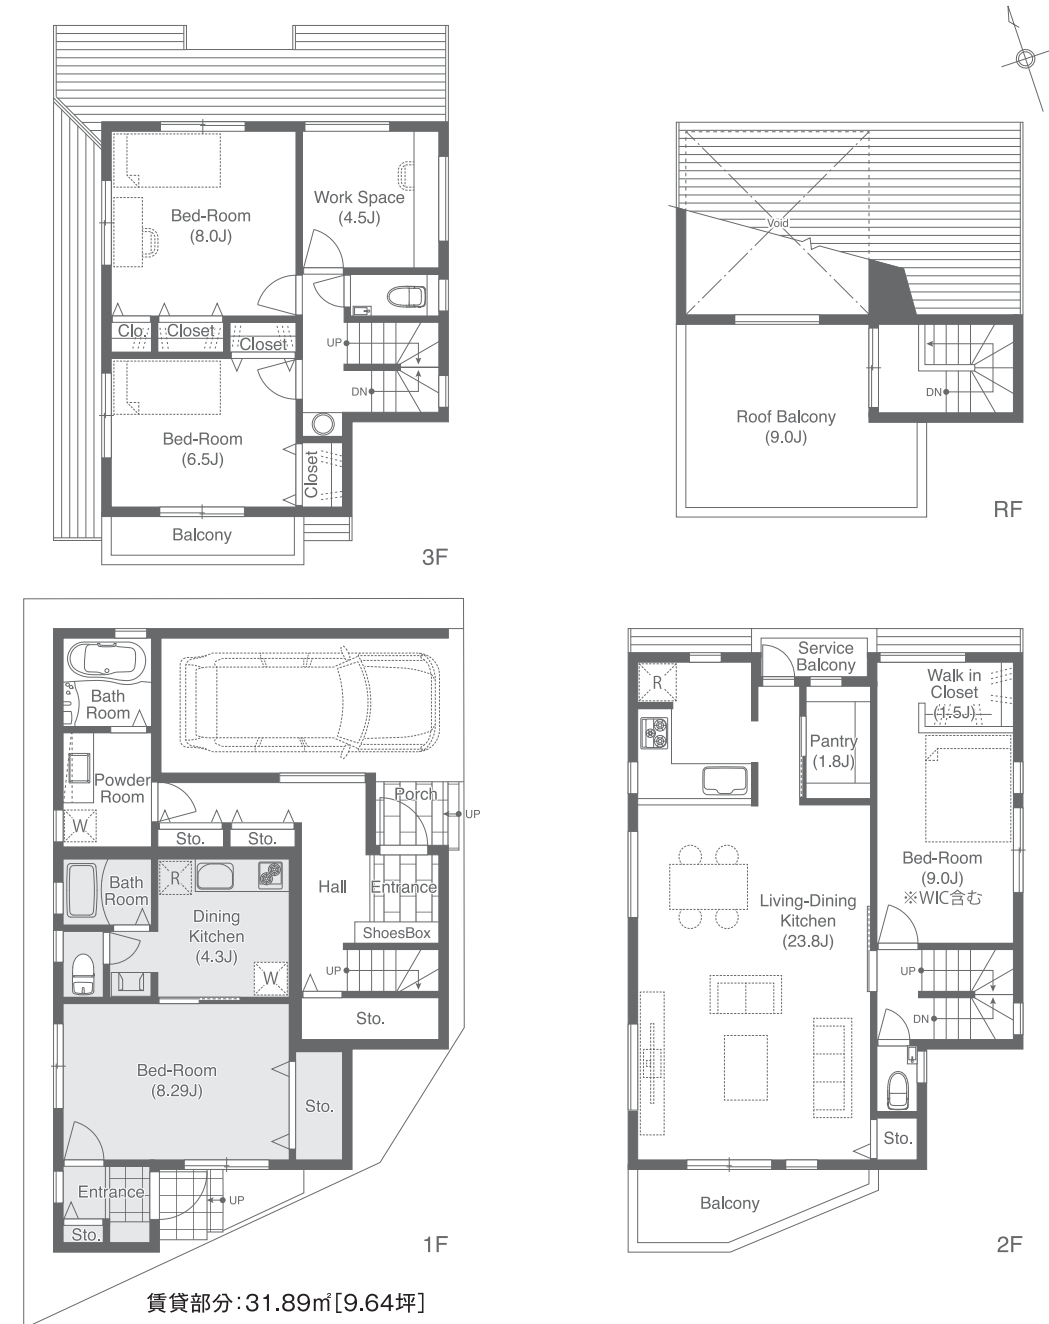 Bed-Room
(8.0J)
Work Space
(4.5J)
Clo.
Closet
Closet
UP
DN
Bed-Room
(6.5J)
Closet
Balcony
3F
Void
DN
Roof Balcony
(9.0J)
RF
Bath
Room
Powder
Room
W
Sto.
Sto.
Porch
UP
Bath
Room
R
Dining
Kitchen
(4.3J)
W
Hall
Entrance
ShoesBox
UP
Sto.
Bed-Room
(8.29J)
Sto.
Entrance
UP
Sto.
1F
賃貸部分:31.89㎡[9.64坪]
Service
Balcony
R
Walk in
Closet
(1.5J)
Pantry
(1.8J)
Bed-Room
(9.0J)
※WIC含む
Living-Dining
Kitchen
(23.8J)
UP
DN
Sto.
Balcony
2F